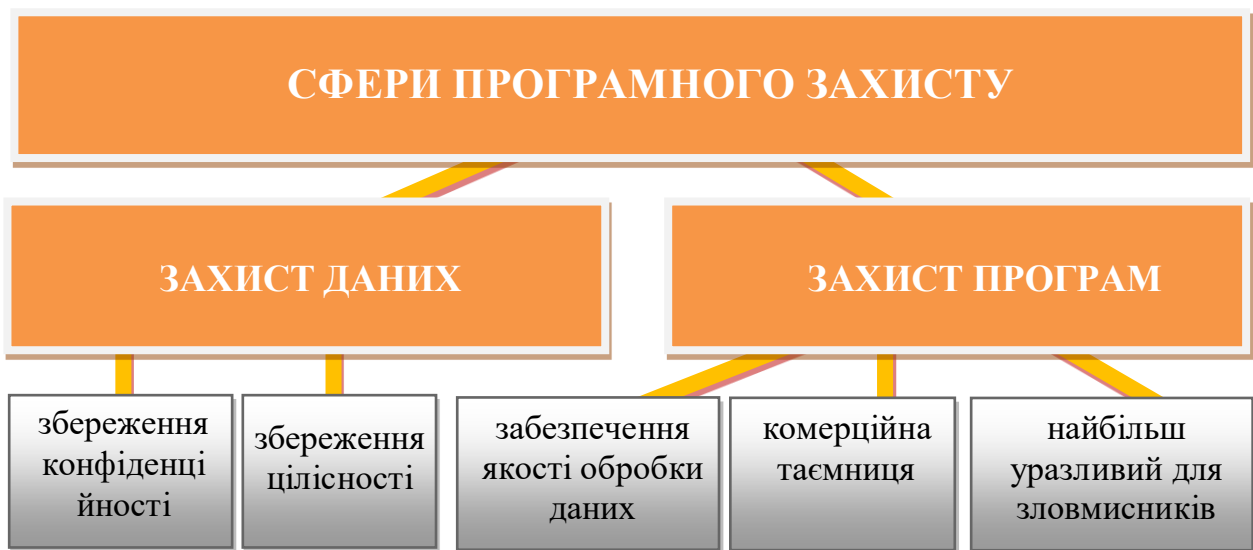 СФЕРИ ПРОГРАМНОГО ЗАХИСТУ
ЗАХИСТ ДАНИХ
ЗАХИСТ ПРОГРАМ
збереження
конфіденці
йності
збереження
цілісності
забезпечення
якості обробки
даних
комерційна
таємниця
найбільш
уразливий для
зловмисників